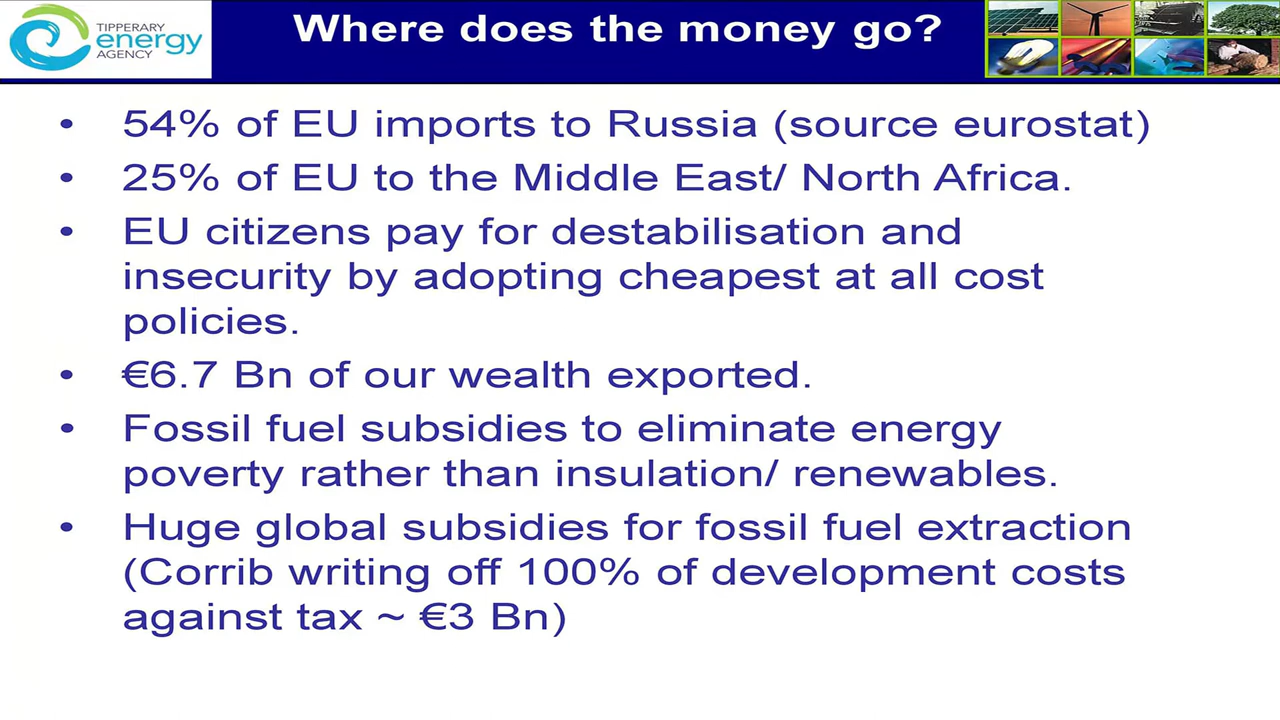 TIPPERARY
energy
AGENCY
Where does the money go?
• 54% of EU imports to Russia (source eurostat)
• 25% of EU to the Middle East/ North Africa.
• EU citizens pay for destabilisation and
insecurity by adopting cheapest at all cost
policies.
• €6.7 Bn of our wealth exported.
• Fossil fuel subsidies to eliminate energy
poverty rather than insulation/ renewables.
• Huge global subsidies for fossil fuel extraction
(Corrib writing off 100% of development costs
against tax ~ €3 Bn)